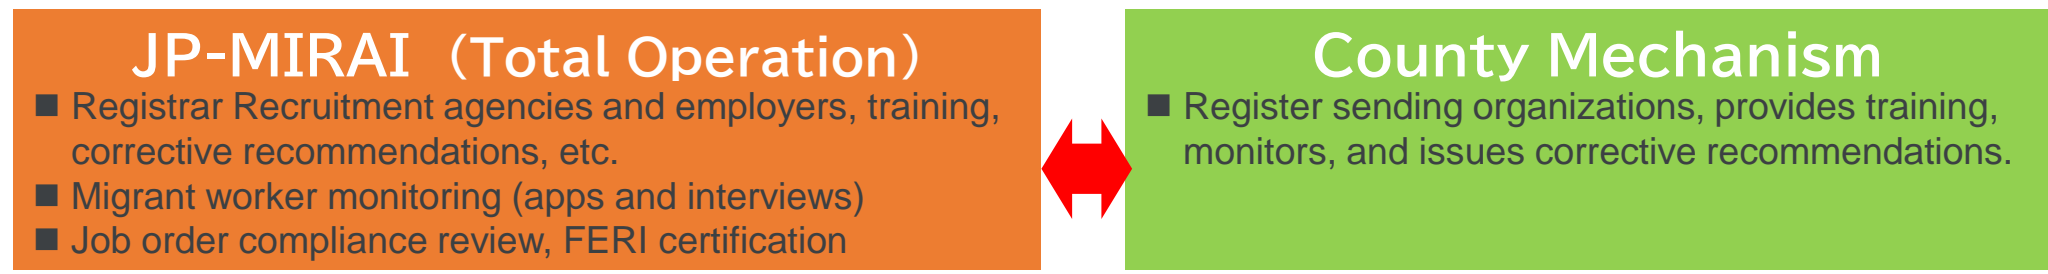 JP-MIRAI（Total Operation）
■ Registrar Recruitment agencies and employers, training,
corrective recommendations, etc.
■ Migrant worker monitoring (apps and interviews)
■ Job order compliance review, FERI certification
County Mechanism
■ Register sending organizations, provides training,
monitors, and issues corrective recommendations.